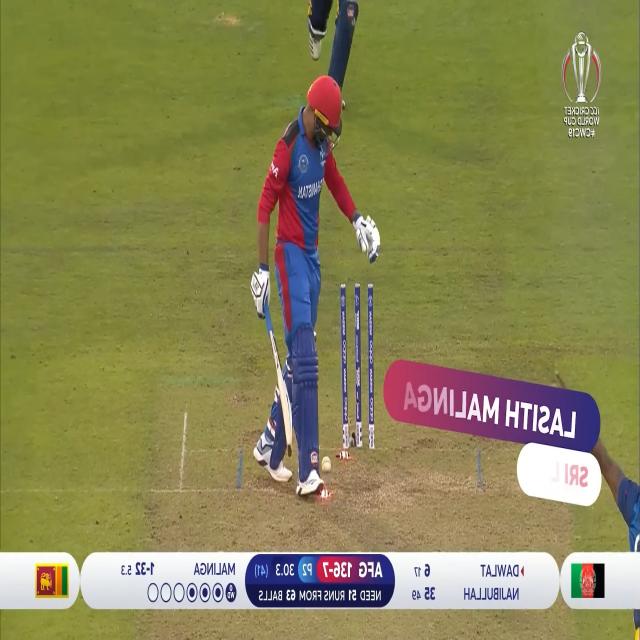 ICC CRICKET
WORLD CUP
#CWC19
LASITH MALINGA
SRI L
DAWLAT 6 17
NAJIBULLAH 35 49
AFG 136-7 P2 30.3 (41)
NEED 51 RUNS FROM 63 BALLS
MALINGA 1-32 5.3